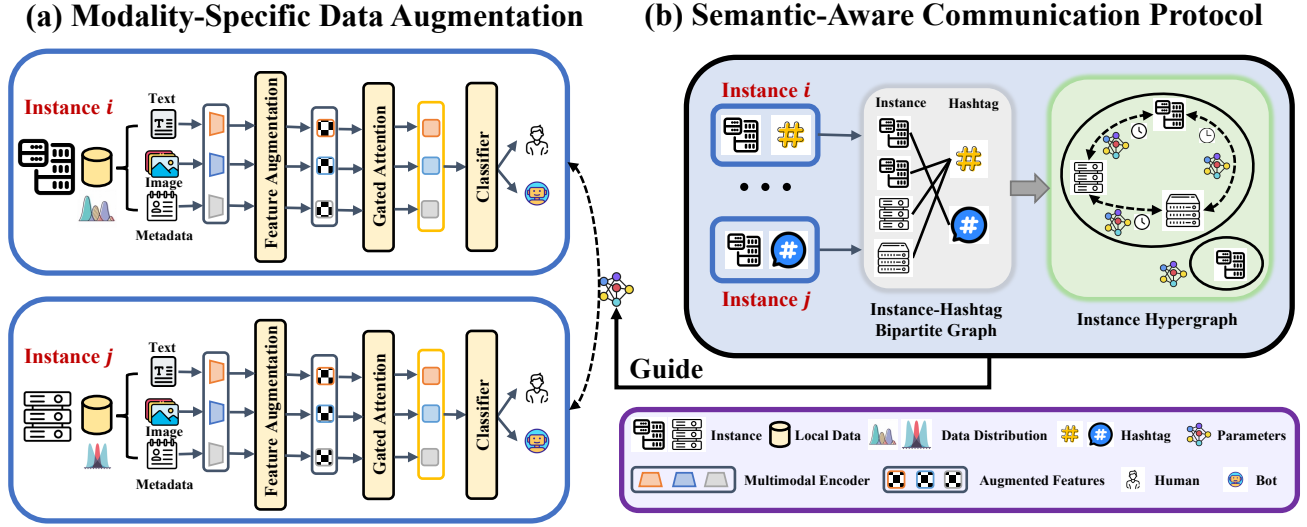 (a) Modality-Specific Data Augmentation
Instance i
Text
Image
Metadata
Feature Augmentation
Gated Attention
Classifier
Instance j
Text
Image
Metadata
Feature Augmentation
Gated Attention
Classifier
(b) Semantic-Aware Communication Protocol
Instance i
• • •
Instance j
Instance
Hashtag
#
#
#
#
Instance-Hashtag
Bipartite Graph
Instance Hypergraph
Guide
Instance
Local Data
Data Distribution
# #
Hashtag
Parameters
Multimodal Encoder
Augmented Features
Human
Bot